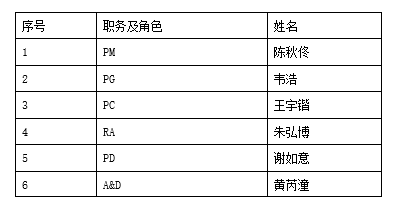 序号 职务及角色 姓名
1 PM 陈秋佟
2 PG 韦浩
3 PC 王宇锴
4 RA 朱弘博
5 PD 谢如意
6 A&D 黄芮潼